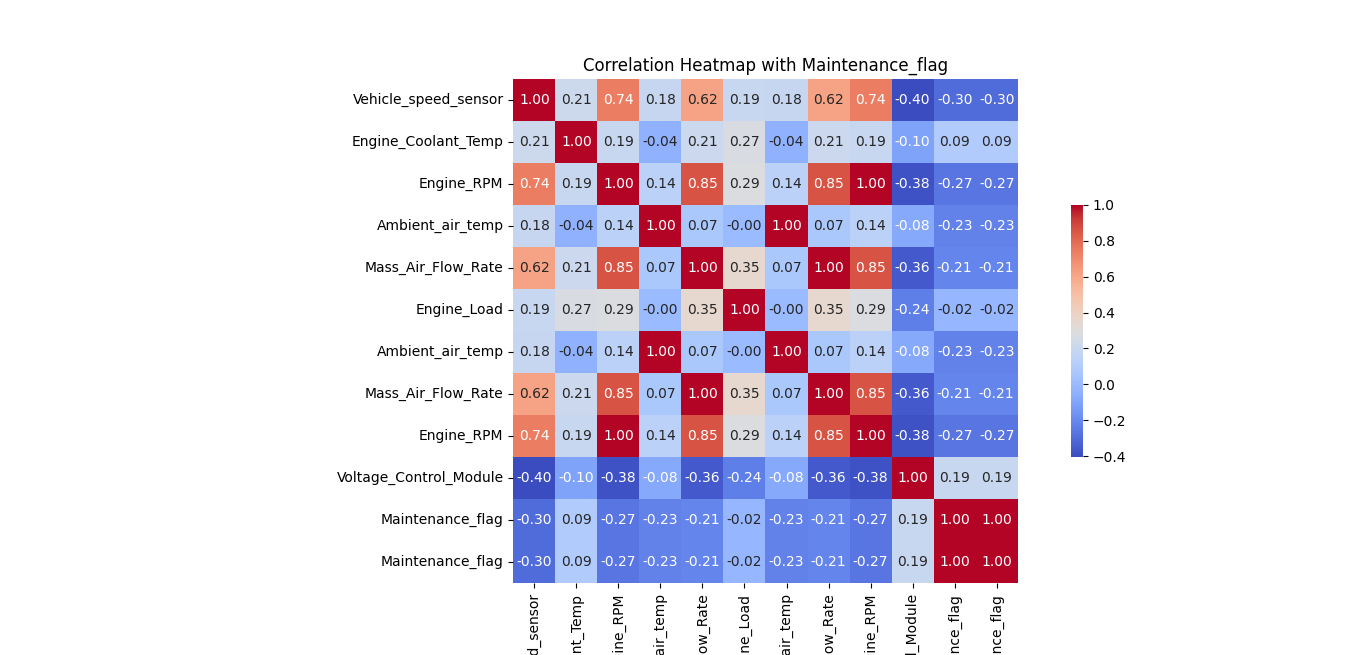 Correlation Heatmap with Maintenance_flag
Vehicle_speed_sensor 1.00 0.21 0.74 0.18 0.62 0.19 0.18 0.62 0.74 -0.40 -0.30 -0.30
Engine_Coolant_Temp 0.21 1.00 0.19 -0.04 0.21 0.27 -0.04 0.21 0.19 -0.10 0.09 0.09
Engine_RPM 0.74 0.19 1.00 0.14 0.85 0.29 0.14 0.85 1.00 -0.38 -0.27 -0.27
Ambient_air_temp 0.18 -0.04 0.14 1.00 0.07 -0.00 1.00 0.07 0.14 -0.08 -0.23 -0.23
Mass_Air_Flow_Rate 0.62 0.21 0.85 0.07 1.00 0.35 0.07 1.00 0.85 -0.36 -0.21 -0.21
Engine_Load 0.19 0.27 0.29 -0.00 0.35 1.00 -0.00 0.35 0.29 -0.24 -0.02 -0.02
Ambient_air_temp 0.18 -0.04 0.14 1.00 0.07 -0.00 1.00 0.07 0.14 -0.08 -0.23 -0.23
Mass_Air_Flow_Rate 0.62 0.21 0.85 0.07 1.00 0.35 0.07 1.00 0.85 -0.36 -0.21 -0.21
Engine_RPM 0.74 0.19 1.00 0.14 0.85 0.29 0.14 0.85 1.00 -0.38 -0.27 -0.27
Voltage_Control_Module -0.40 -0.10 -0.38 -0.08 -0.36 -0.24 -0.08 -0.36 -0.38 1.00 0.19 0.19
Maintenance_flag -0.30 0.09 -0.27 -0.23 -0.21 -0.02 -0.23 -0.21 -0.27 0.19 1.00 1.00
Maintenance_flag -0.30 0.09 -0.27 -0.23 -0.21 -0.02 -0.23 -0.21 -0.27 0.19 1.00 1.00
d_sensor
nt_Temp
ine_RPM
air_temp
ow_Rate
ne_Load
air_temp
ow_Rate
ine_RPM
l_Module
nce_flag
nce_flag
1.0
0.8
0.6
0.4
0.2
0.0
−0.2
−0.4